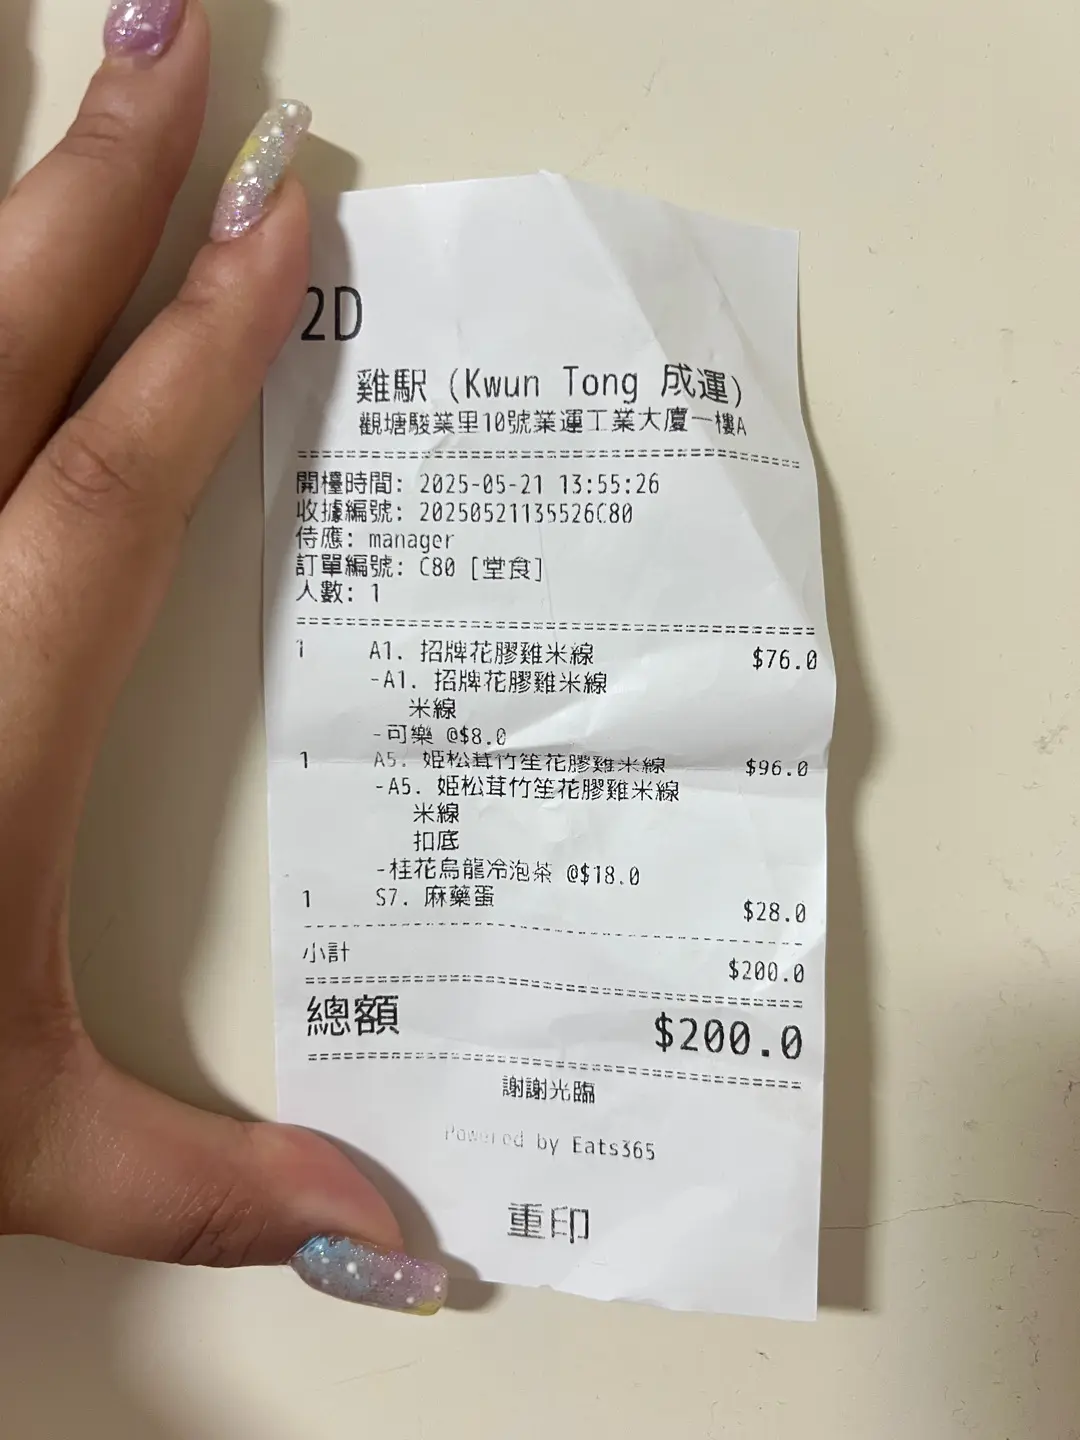 2D
雞駅 (Kwun Tong 成運)
觀塘駿業里10號業運工業大廈一樓A
開檯時間: 2025-05-21 13:55:26
收據編號: 20250521135526C80
侍應: manager
訂單編號: C80 [堂食]
人數: 1
1 A1. 招牌花膠雞米線 $76.0
-A1. 招牌花膠雞米線
米線
-可樂 @$8.0
1 A5. 姬松茸竹笙花膠雞米線 $96.0
-A5. 姬松茸竹笙花膠雞米線
米線
扣底
-桂花烏龍冷泡茶 @$18.0
1 S7. 麻藥蛋 $28.0
小計 $200.0
總額 $200.0
謝謝光臨
Powered by Eats365
重印